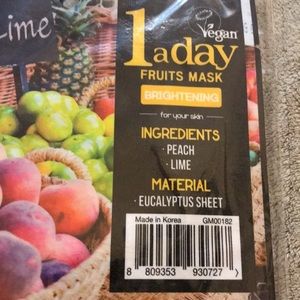 Lime
Vegan
1 a day
FRUITS MASK
BRIGHTENING
for your skin
INGREDIENTS
· PEACH
· LIME
MATERIAL
· EUCALYPTUS SHEET
Made in Korea GM00182
8 809353 930727 >